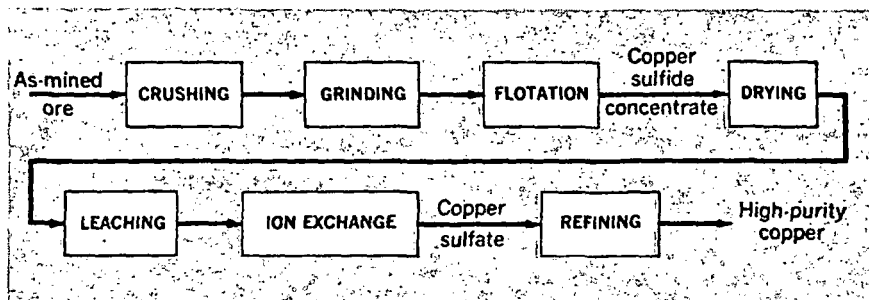 As-mined
ore
CRUSHING
GRINDING
FLOTATION
Copper
sulfide
concentrate
DRYING
LEACHING
ION EXCHANGE
Copper
sulfate
REFINING
High-purity
copper